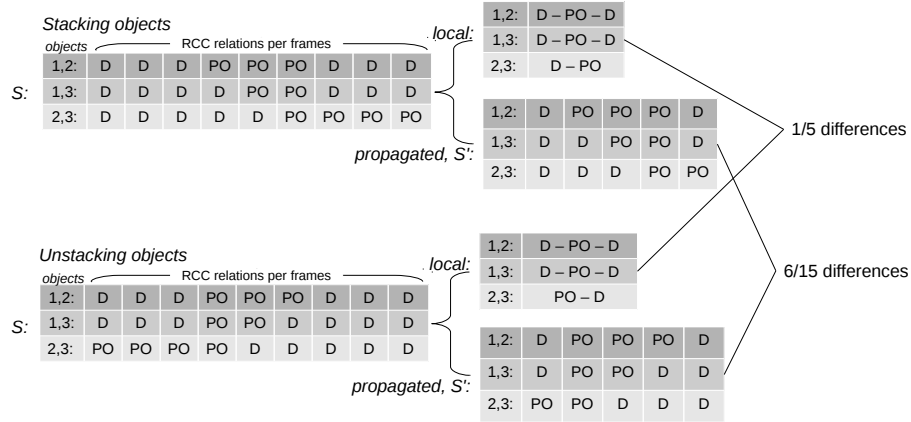 Stacking objects
objects RCC relations per frames
S:
1,2: D D D PO PO PO D D D
1,3: D D D D PO PO D D D
2,3: D D D D D PO PO PO PO
local:
1,2: D – PO – D
1,3: D – PO – D
2,3: D – PO
propagated, S':
1,2: D PO PO PO D
1,3: D D PO PO D
2,3: D D D PO PO
1/5 differences
Unstacking objects
objects RCC relations per frames
S:
1,2: D D D PO PO PO D D D
1,3: D D D PO PO D D D D
2,3: PO PO PO PO D D D D D
local:
1,2: D – PO – D
1,3: D – PO – D
2,3: PO – D
propagated, S':
1,2: D PO PO PO D
1,3: D PO PO D D
2,3: PO PO D D D
6/15 differences